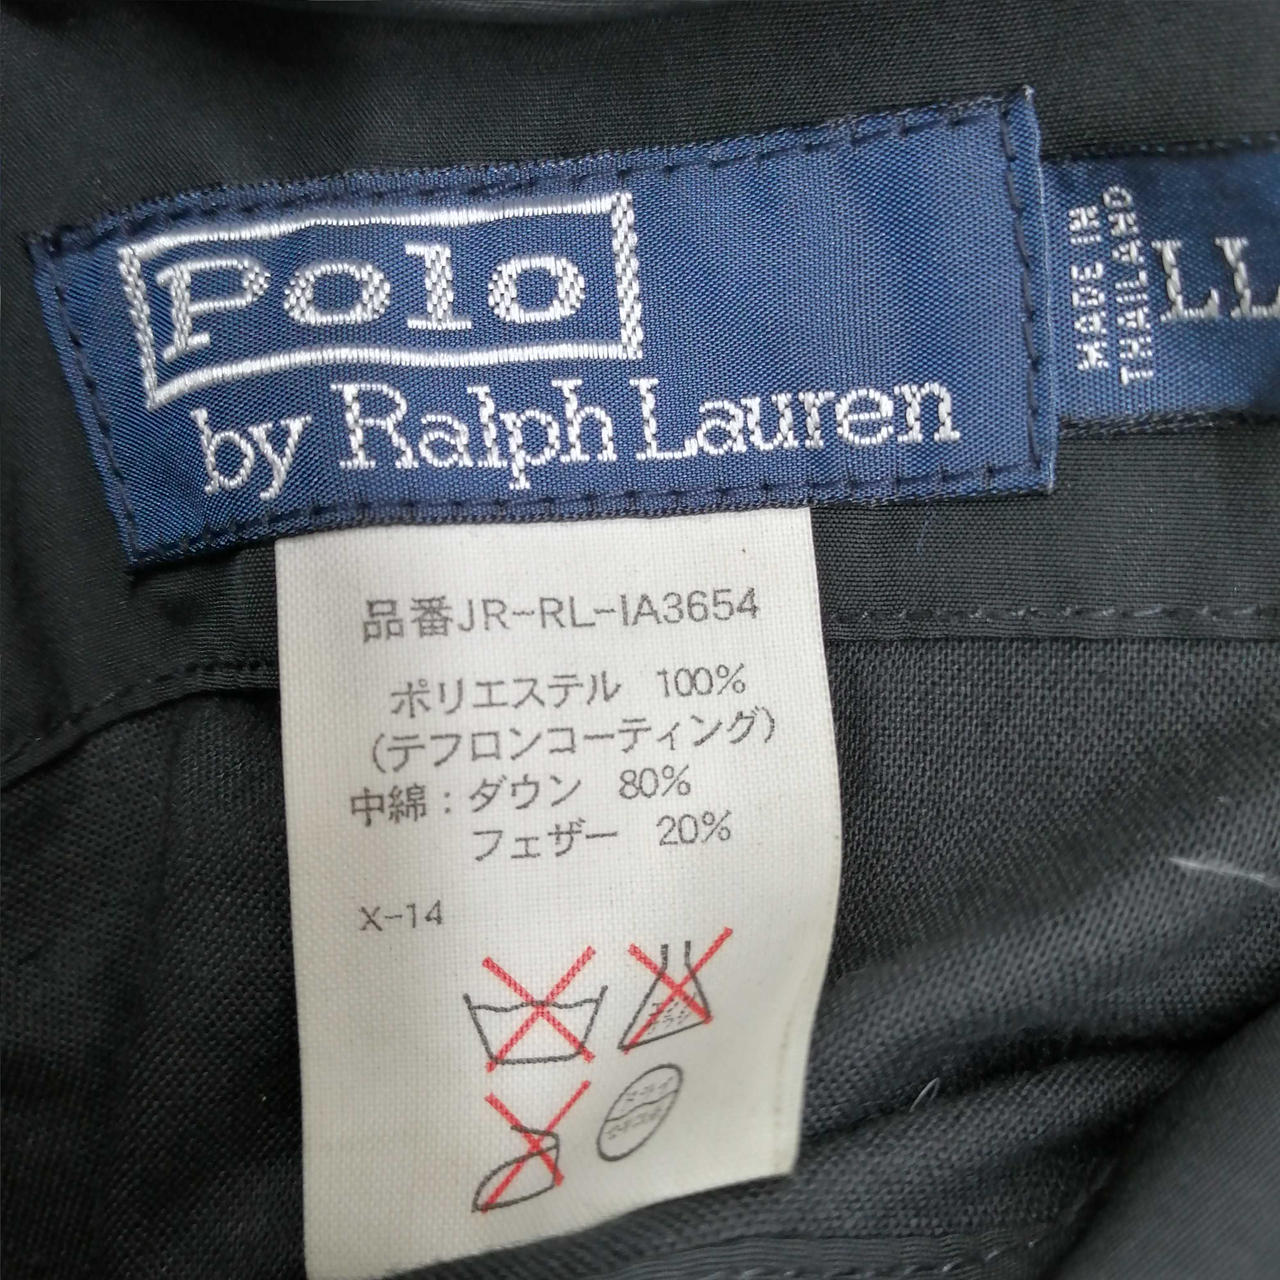 Polo
by Ralph Lauren
MADE IN
THAILAND
LL
品番JR-RL-IA3654
ポリエステル 100%
(テフロンコーティング)
中綿:ダウン 80%
フェザー 20%
X-14